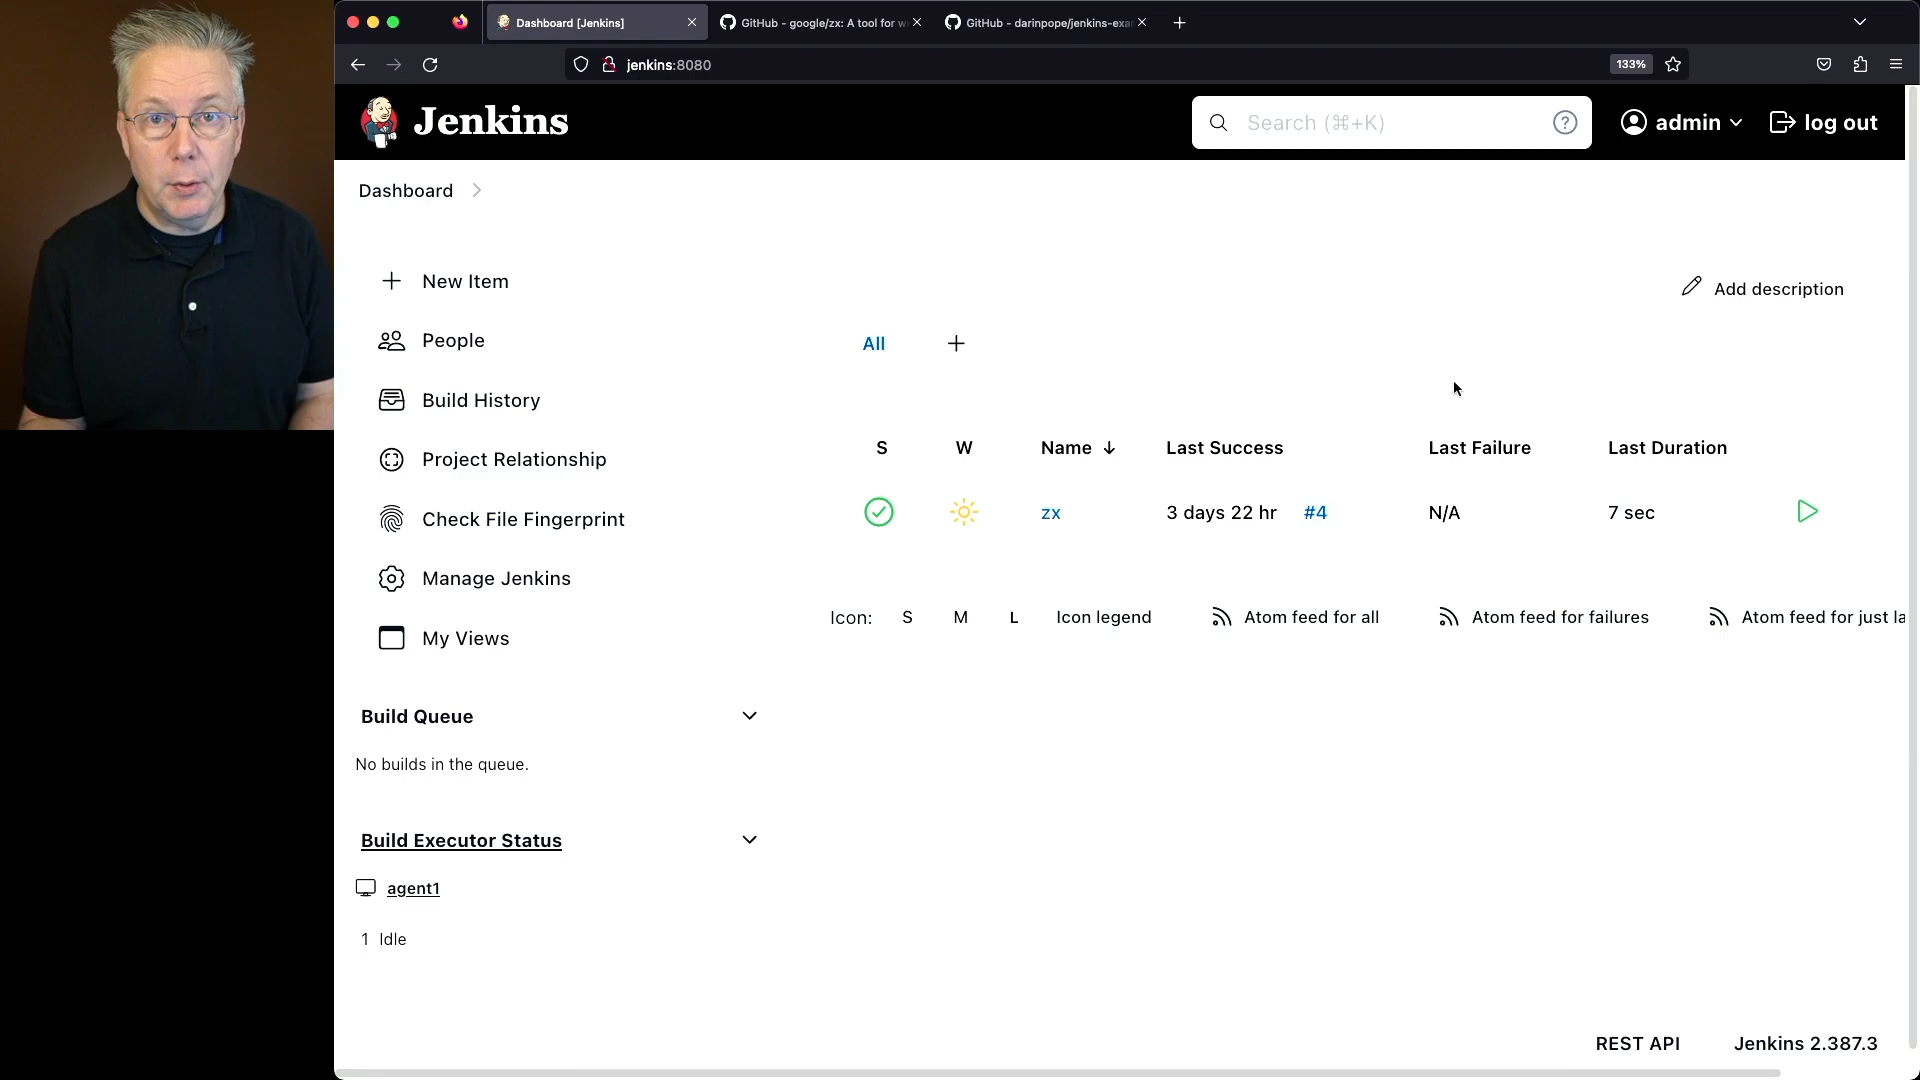 Dashboard [Jenkins]
GitHub - google/zx: A tool for w
GitHub - darinpope/jenkins-exa
jenkins:8080
133%
Jenkins
Search (⌘+K)
admin
log out
Dashboard
New Item
People
Build History
Project Relationship
Check File Fingerprint
Manage Jenkins
My Views
Add description
All
S W Name ↓ Last Success Last Failure Last Duration
zx 3 days 22 hr #4 N/A 7 sec
Icon: S M L Icon legend Atom feed for all Atom feed for failures Atom feed for just la
Build Queue
No builds in the queue.
Build Executor Status
agent1
1 Idle
REST API Jenkins 2.387.3